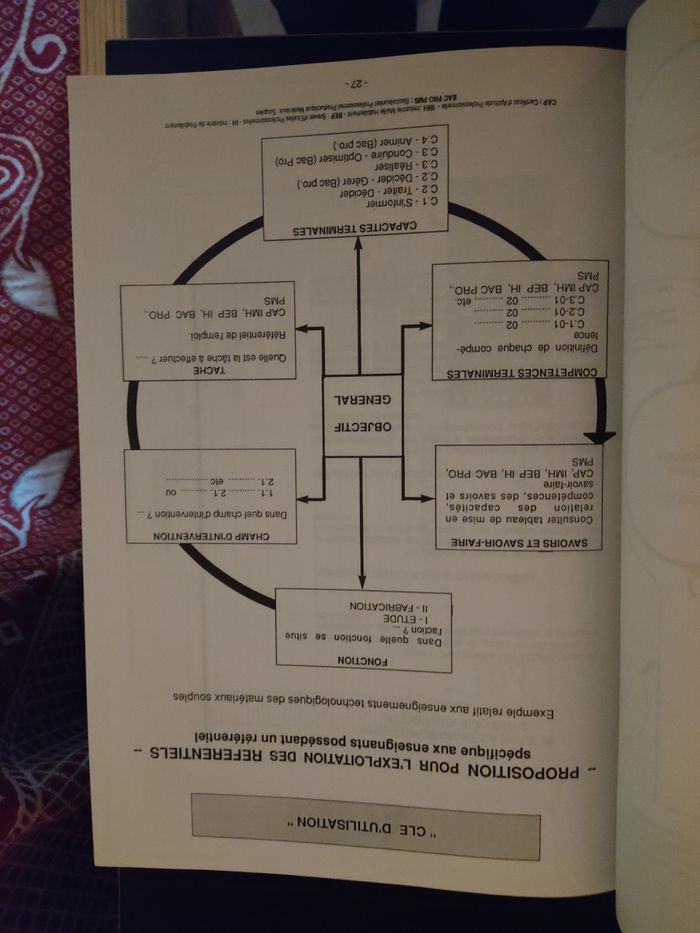 " CLE D'UTILISATION "
-- PROPOSITION POUR L'EXPLOITATION DES REFERENTIELS --
spécifique aux enseignants possédant un référentiel
Exemple relatif aux enseignements technologiques des matériaux souples
FONCTION
Dans quelle fonction se situe
l'action ? ...
I - ETUDE
II - FABRICATION
CHAMP D'INTERVENTION
Dans quel champ d'intervention ? ...
1.1. ........... 2.1. ........... ou
2.1. ........... etc ...........
TACHE
Quelle est la tâche à effectuer ? ....
Référentiel de l'emploi.
CAP IMH, BEP IH, BAC PRO.,
PMS
CAPACITES TERMINALES
C.1 - S'informer
C.2 - Traiter - Décider
C.2 - Décider - Gérer (bac pro.)
C.3 - Réaliser
C.3 - Conduire - Optimiser (Bac Pro)
C.4 - Animer (Bac pro.)
COMPETENCES TERMINALES
Définition de chaque compé-
tence
C.1-01 .......... 02 ..........
C.2-01 .......... 02 ..........
C.3-01 .......... 02 .......... etc.
CAP IMH, BEP IH, BAC PRO.,
PMS
SAVOIRS ET SAVOIR-FAIRE
Consulter tableau de mise en
relation des capacités,
compétences, des savoirs et
savoir-faire
CAP, IMH, BEP IH, BAC PRO,
PMS
OBJECTIF
GENERAL
CAP : Certificat d'Aptitude Professionnelle - IMH : Industrie Maille Habillement - BEP : Brevet d'Etudes Professionnelles - IH : Industrie de l'habillement
BAC PRO PMS : Baccalauréat Professionnel Productique Matériaux Souples
- 27 -